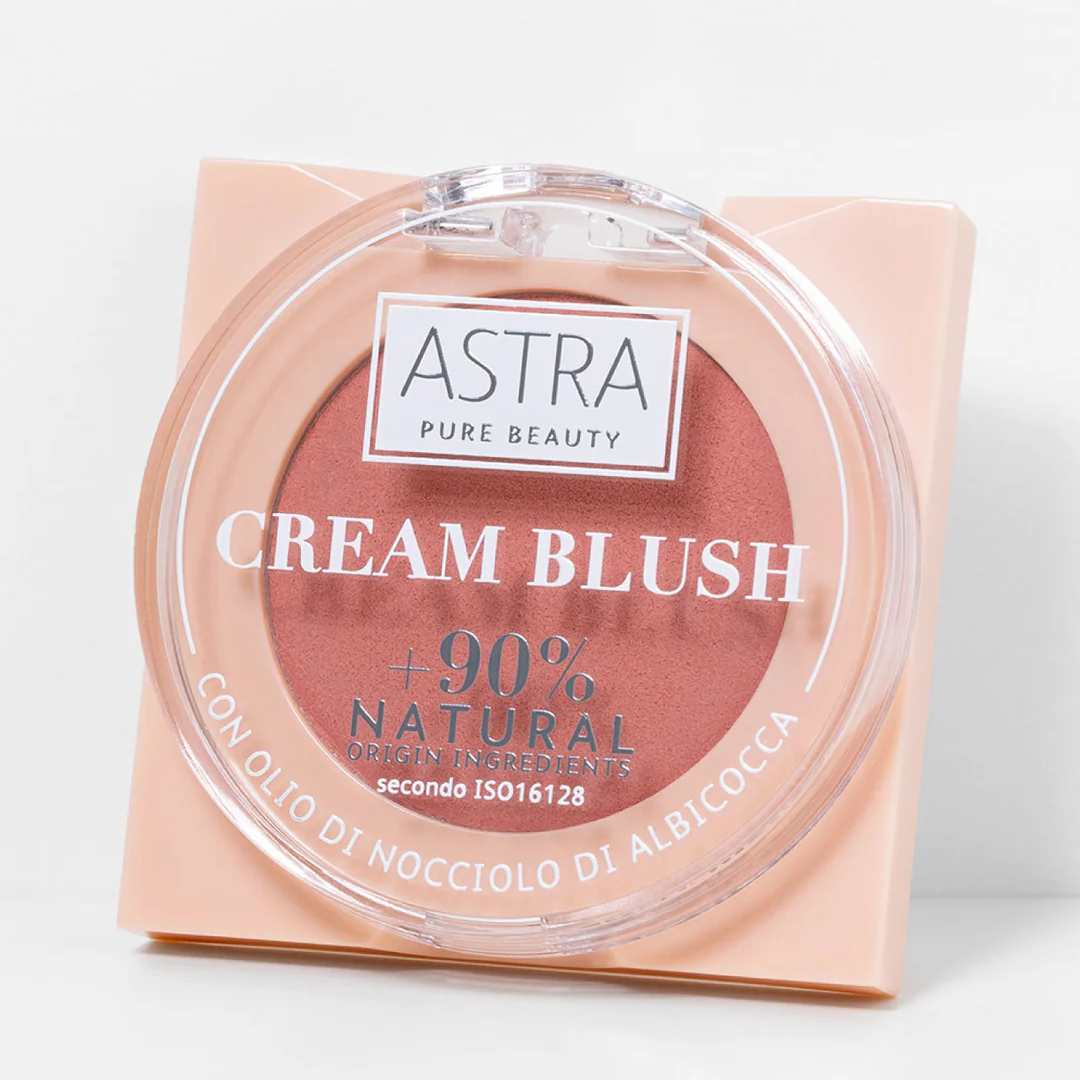 ASTRA
PURE BEAUTY
CREAM BLUSH
+90%
NATURAL
ORIGIN INGREDIENTS
secondo ISO16128
CON OLIO DI NOCCIOLO DI ALBICOCCA